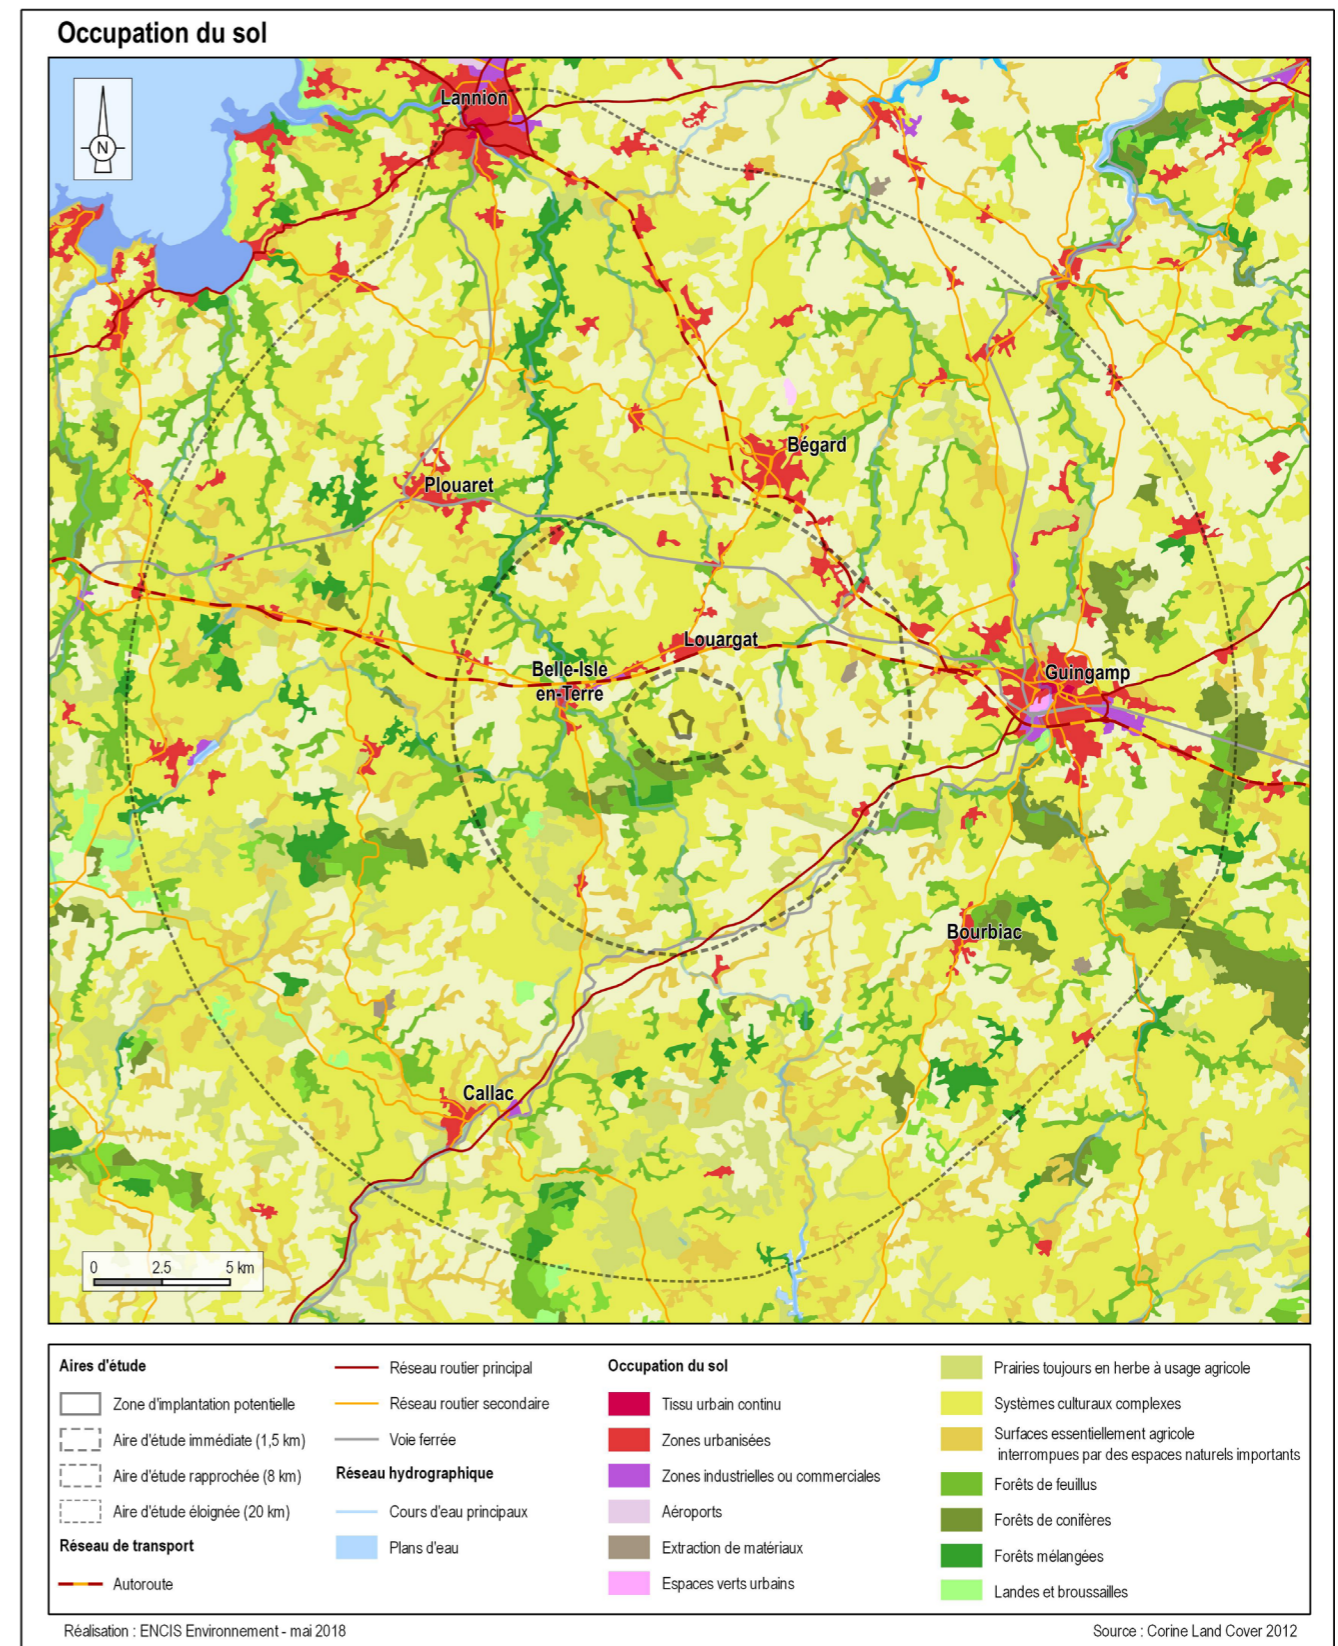 Occupation du sol
N
Lannion
Bégard
Plouaret
Louargat
Belle-Isle
en-Terre
Guingamp
Bourbiac
Callac
0 2.5 5 km
Aires d'étude
Zone d'implantation potentielle
Aire d'étude immédiate (1,5 km)
Aire d'étude rapprochée (8 km)
Aire d'étude éloignée (20 km)
Réseau de transport
Autoroute
Réseau routier principal
Réseau routier secondaire
Voie ferrée
Réseau hydrographique
Cours d'eau principaux
Plans d'eau
Occupation du sol
Tissu urbain continu
Zones urbanisées
Zones industrielles ou commerciales
Aéroports
Extraction de matériaux
Espaces verts urbains
Prairies toujours en herbe à usage agricole
Systèmes culturaux complexes
Surfaces essentiellement agricole
interrompues par des espaces naturels importants
Forêts de feuillus
Forêts de conifères
Forêts mélangées
Landes et broussailles
Réalisation : ENCIS Environnement - mai 2018
Source : Corine Land Cover 2012